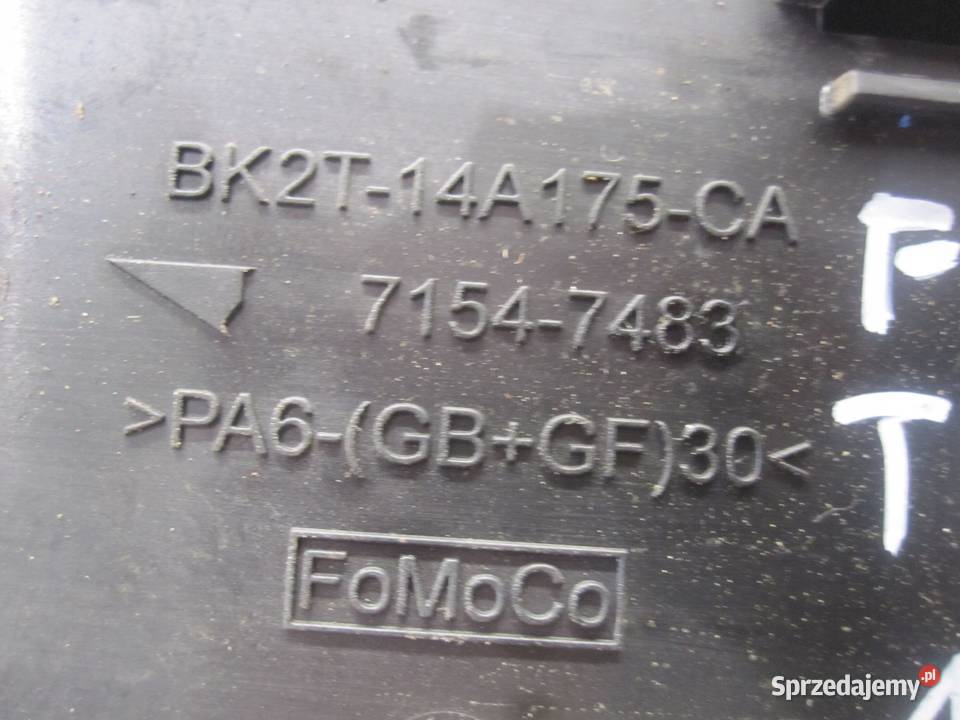 BK2T-14A175-CA
7154-7483
>PA6-(GB+GF)30<
FoMoCo
F
T
Sprzedajemy.pl